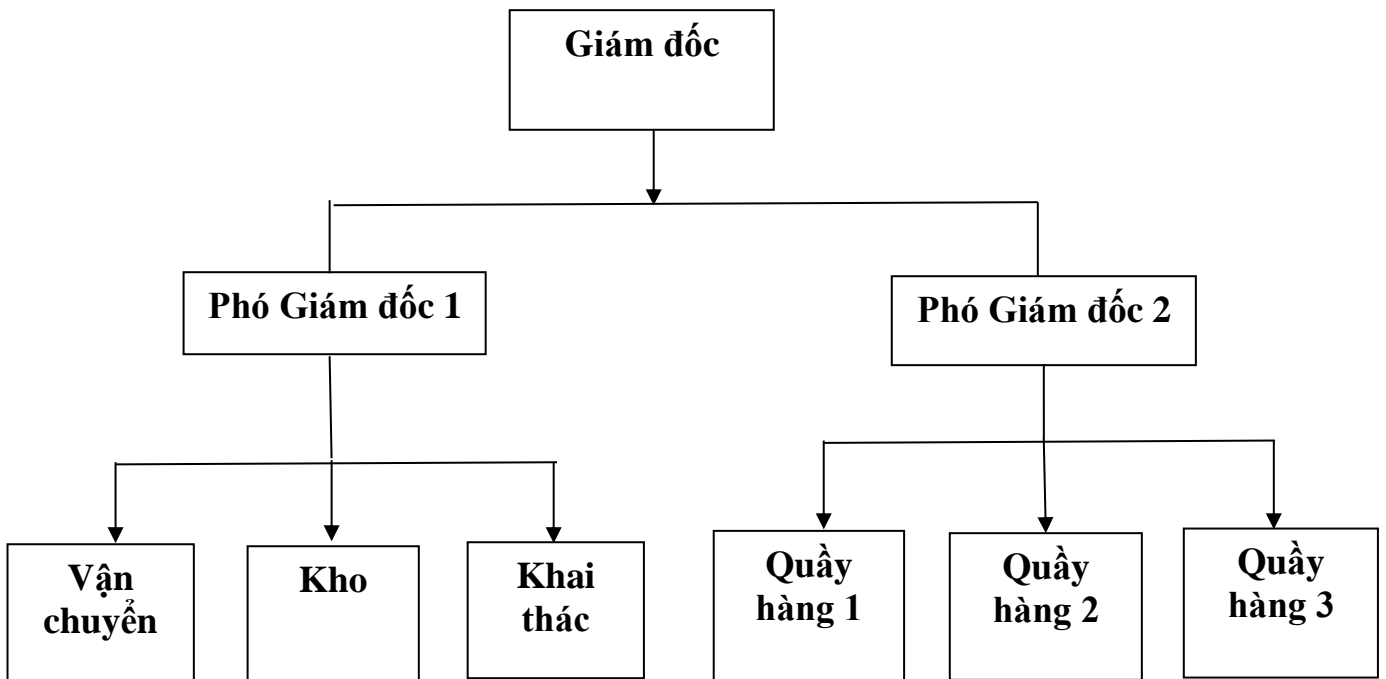 Giám đốc
Phó Giám đốc 1
Phó Giám đốc 2
Vận
chuyển
Kho
Khai
thác
Quầy
hàng 1
Quầy
hàng 2
Quầy
hàng 3